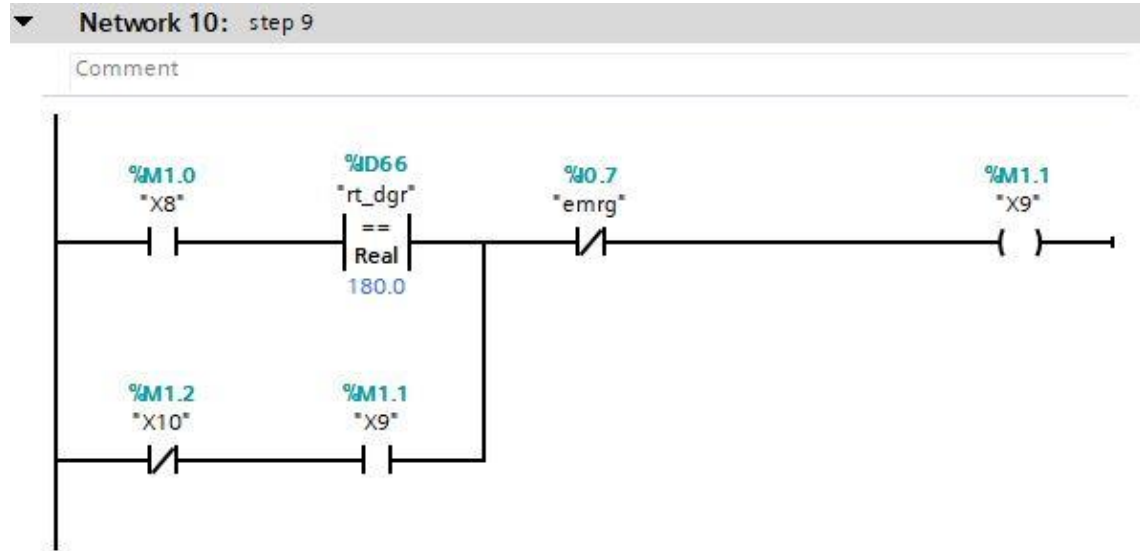 Network 10: step 9
Comment
%M1.0
"X8"
%ID66
"rt_dgr"
==
Real
180.0
%I0.7
"emrg"
%M1.1
"X9"
%M1.2
"X10"
%M1.1
"X9"